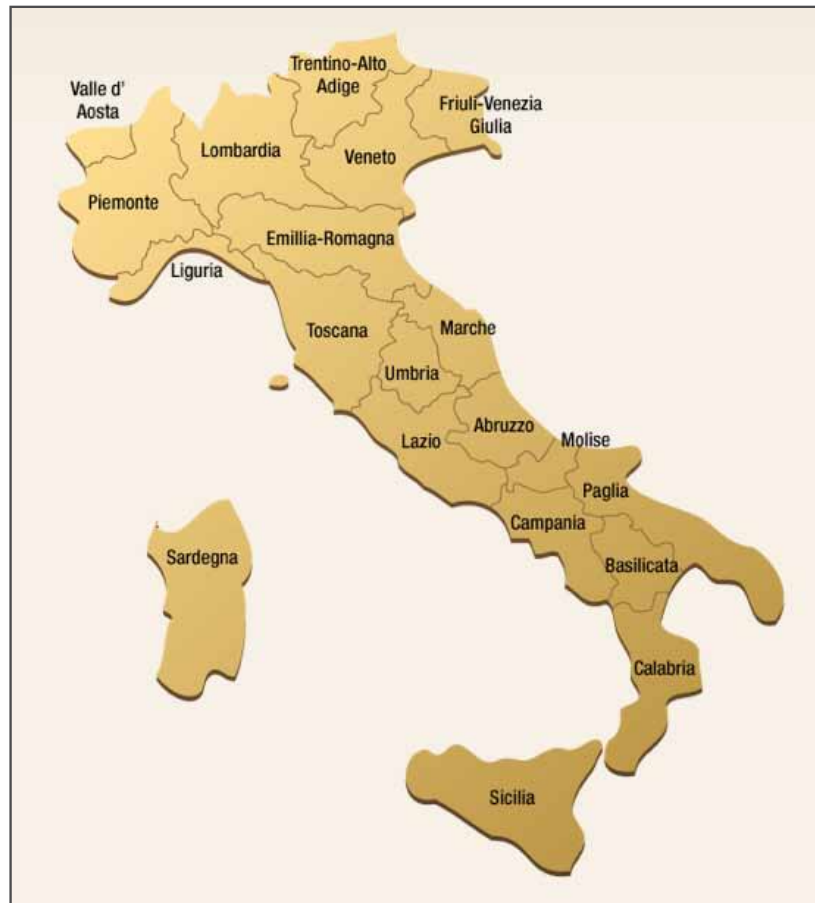 Trentino-Alto
Adige
Valle d'
Aosta
Friuli-Venezia
Giulia
Lombardia
Veneto
Piemonte
Emillia-Romagna
Liguria
Toscana
Marche
Umbria
Abruzzo
Lazio
Molise
Paglia
Campania
Sardegna
Basilicata
Calabria
Sicilia